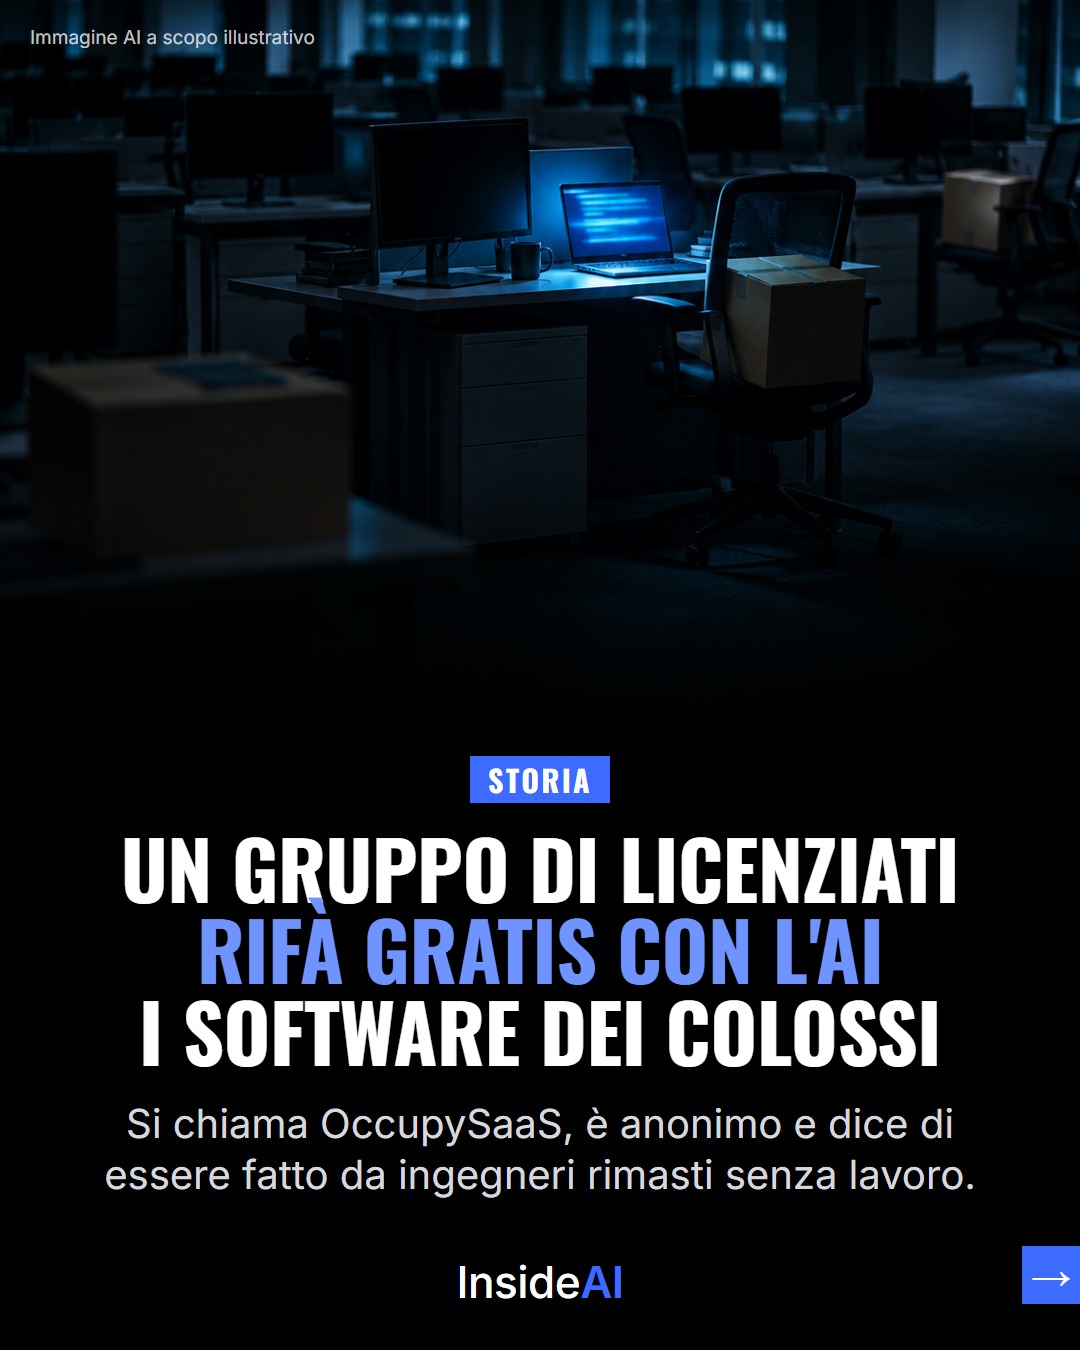 Immagine AI a scopo illustrativo
STORIA
UN GRUPPO DI LICENZIATI
RIFÀ GRATIS CON L'AI
I SOFTWARE DEI COLOSSI
Si chiama OccupySaaS, è anonimo e dice di
essere fatto da ingegneri rimasti senza lavoro.
InsideAI
→